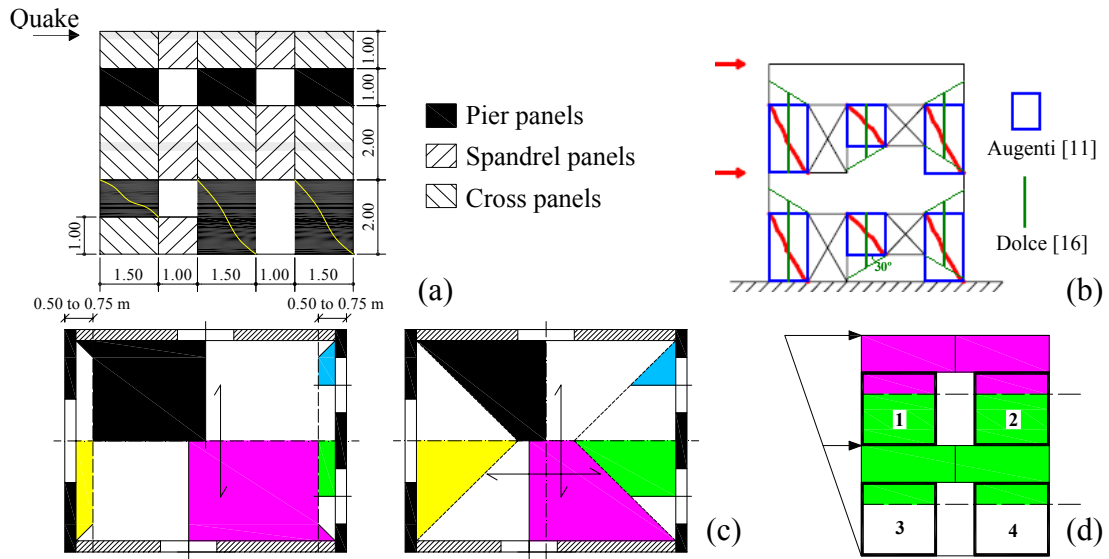 Quake
1.00
1.00
2.00
2.00
1.00
1.50 1.00 1.50 1.00 1.50
Pier panels
Spandrel panels
Cross panels
(a)
Augenti [11]
Dolce [16]
30°
(b)
0.50 to 0.75 m
0.50 to 0.75 m
(c)
1 2
3 4
(d)